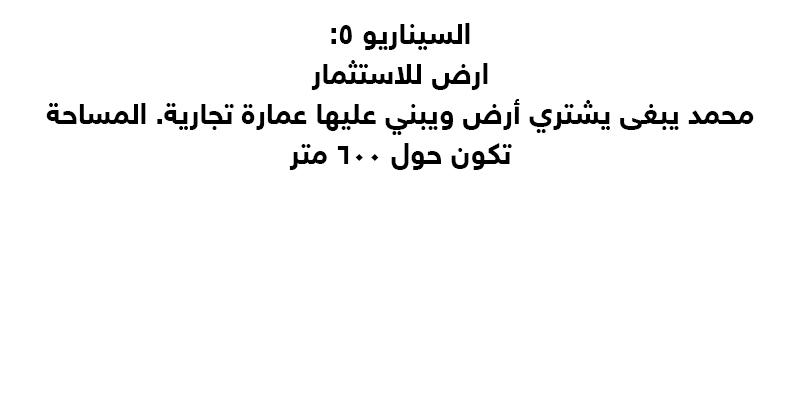 السيناريو ٥:
ارض للاستثمار
محمد يبغى يشتري أرض ويبني عليها عمارة تجارية. المساحة
تكون حول ٦٠٠ متر